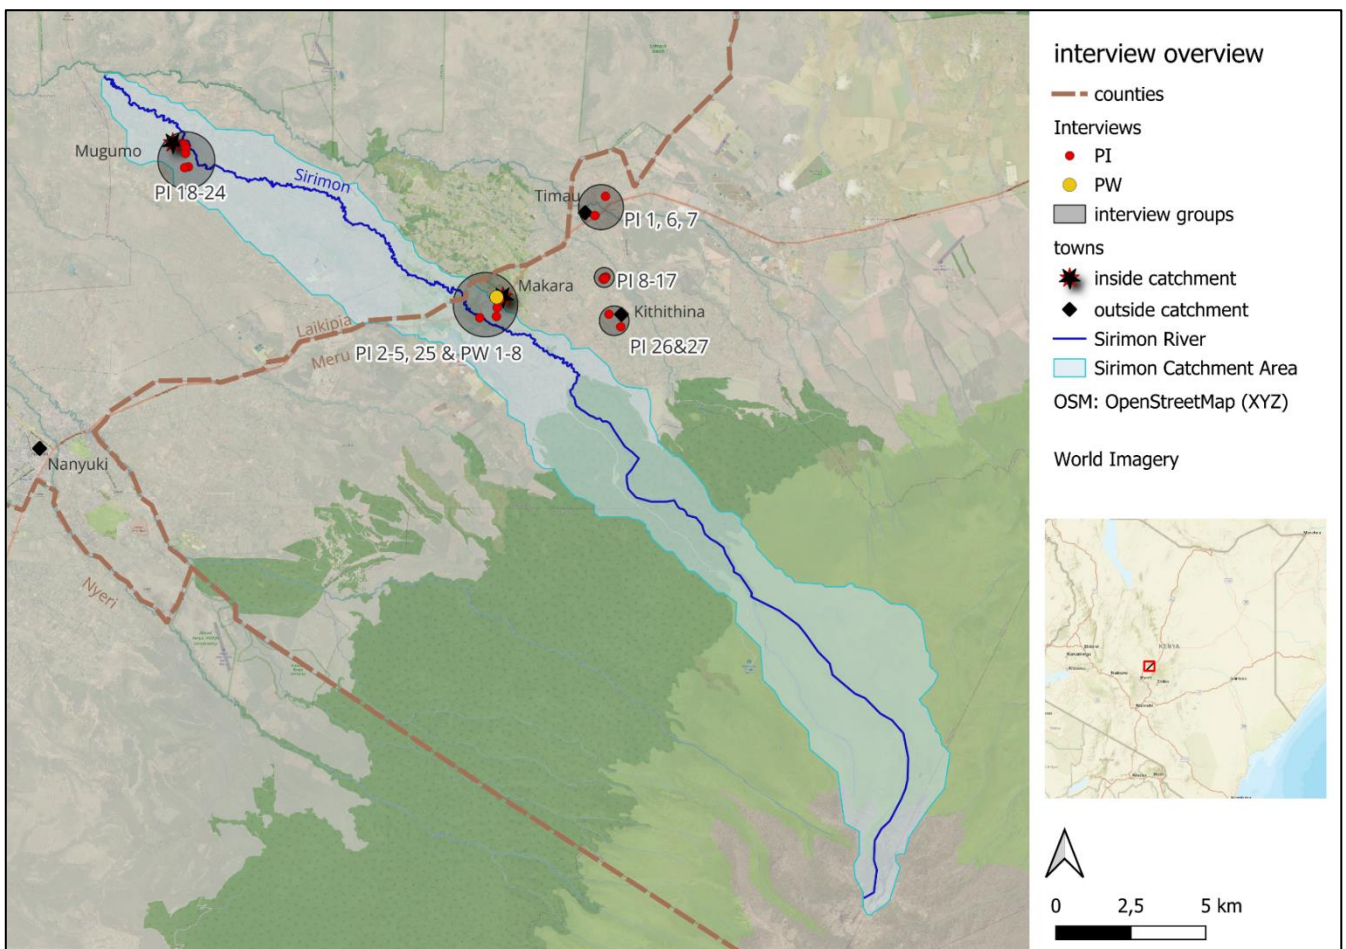 Mugumo
PI 18-24
Sirimon
Timau
PI 1, 6, 7
PI 8-17
Makara
Kithithina
PI 26&27
Laikipia
Meru
PI 2-5, 25 & PW 1-8
Nanyuki
Nyeri
interview overview
counties
Interviews
PI
PW
interview groups
towns
inside catchment
outside catchment
Sirimon River
Sirimon Catchment Area
OSM: OpenStreetMap (XYZ)
World Imagery
KENYA
0 2,5 5 km